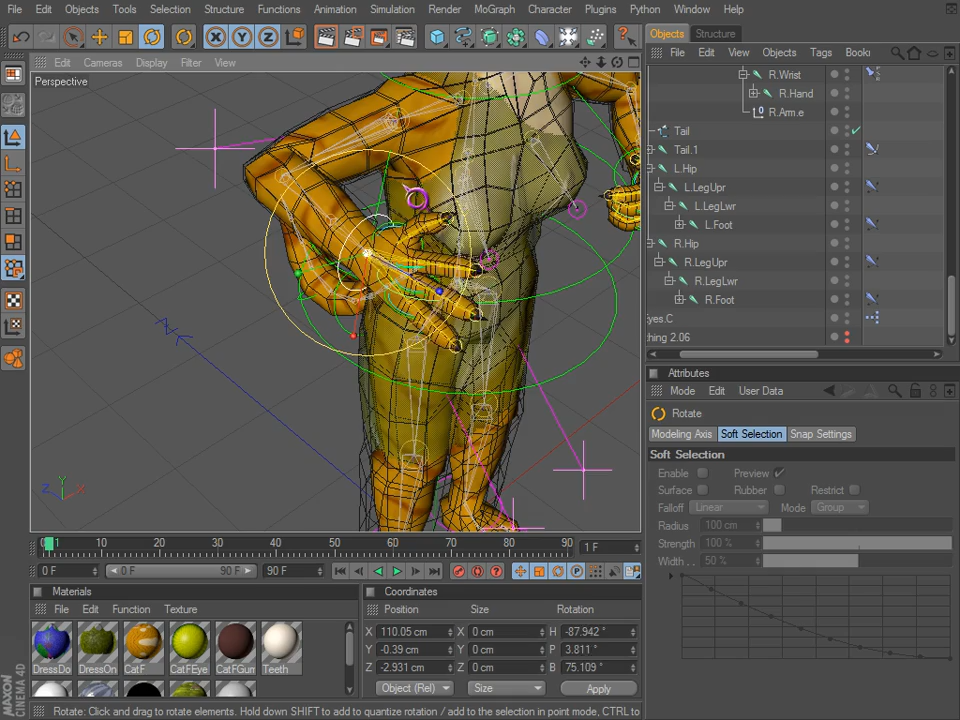 File Edit Objects Tools Selection Structure Functions Animation Simulation Render MoGraph Character Plugins Python Window Help
Objects Structure
File Edit View Objects Tags Bookı
Edit Cameras Display Filter View
Perspective
R.Wrist
R.Hand
R.Arm.e
Tail
Tail.1
L.Hip
L.LegUpr
L.LegLwr
L.Foot
R.Hip
R.LegUpr
R.LegLwr
R.Foot
Eyes.C
thing 2.06
Attributes
Mode Edit User Data
Rotate
Modeling Axis Soft Selection Snap Settings
Soft Selection
Enable Preview
Surface Rubber Restrict
Falloff Linear Mode Group
Radius 100 cm
Strength 100 %
Width . . 50 %
X Y Z
Z Y X
10 20 30 40 50 60 70 80 90 1 F
0 F 0 F 90 F 90 F
Materials
File Edit Function Texture
DressDo DressOn CatF CatFEye CatFGum Teeth
Coordinates
Position Size Rotation
X 110.05 cm X 0 cm H -87.942 °
Y -0.39 cm Y 0 cm P 3.811 °
Z -2.931 cm Z 0 cm B 75.109 °
Object (Rel) Size Apply
MAXON
CINEMA 4D
Rotate: Click and drag to rotate elements. Hold down SHIFT to add to quantize rotation / add to the selection in point mode, CTRL to